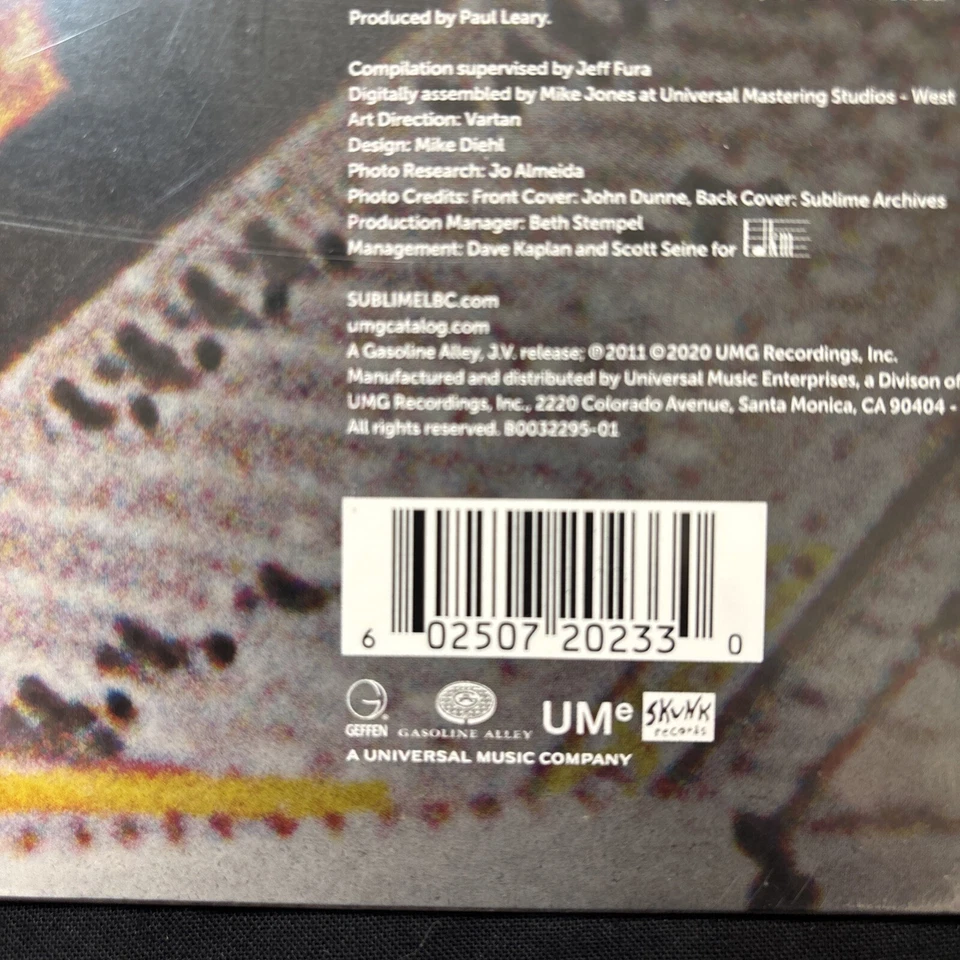 Produced by Paul Leary.
Compilation supervised by Jeff Fura
Digitally assembled by Mike Jones at Universal Mastering Studios - West
Art Direction: Vartan
Design: Mike Diehl
Photo Research: Jo Almeida
Photo Credits: Front Cover: John Dunne, Back Cover: Sublime Archives
Production Manager: Beth Stempel
Management: Dave Kaplan and Scott Seine for
SUBLIMELBC.com
umgcatalog.com
A Gasoline Alley, J.V. release; ℗ 2011 © 2020 UMG Recordings, Inc.
Manufactured and distributed by Universal Music Enterprises, a Divison of
UMG Recordings, Inc., 2220 Colorado Avenue, Santa Monica, CA 90404 -
All rights reserved. B0032295-01
6 02507 20233 0
GEFFEN GASOLINE ALLEY UMe SKUNK records
A UNIVERSAL MUSIC COMPANY